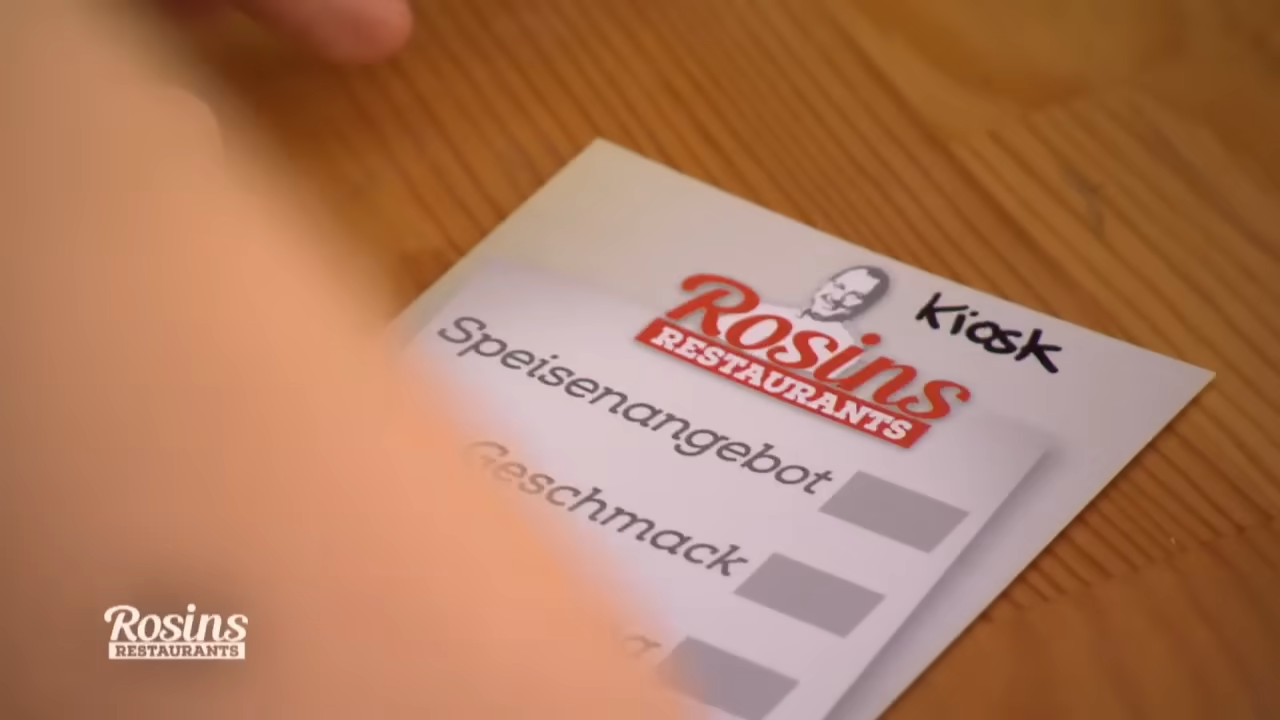 Kiosk
Rosins
RESTAURANTS
Speisenangebot
Geschmack
Rosins
RESTAURANTS